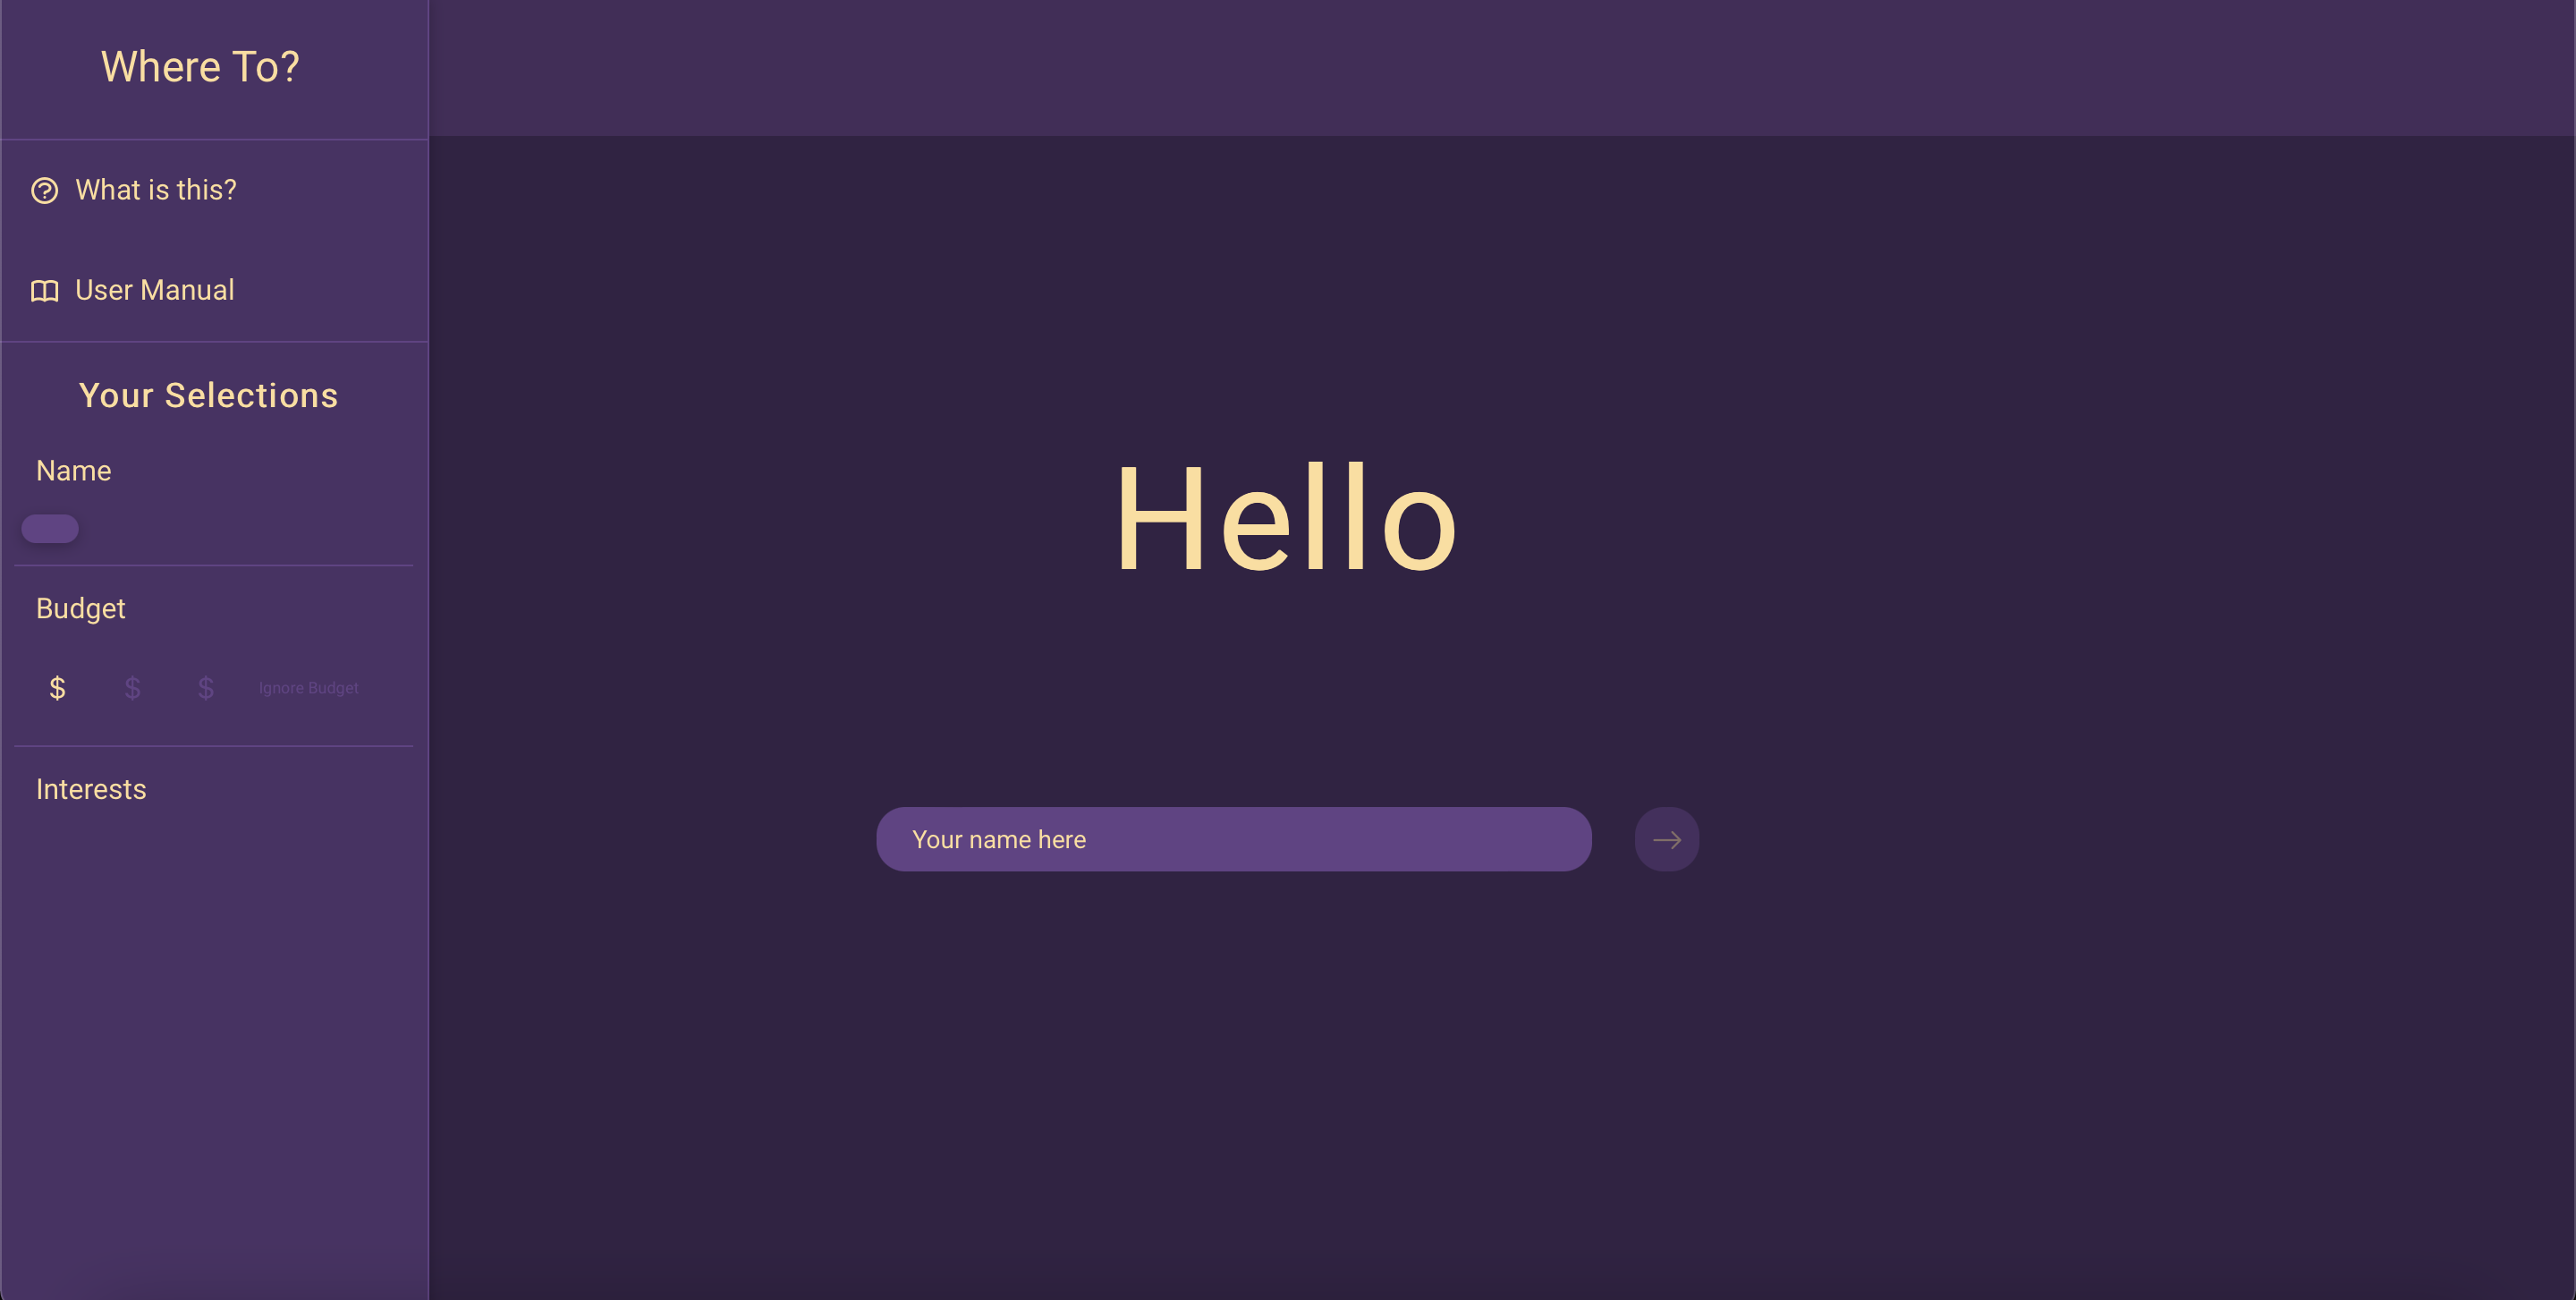 Where To?
What is this?
User Manual
Your Selections
Name
Budget
$ $ $ Ignore Budget
Interests
Hello
Your name here